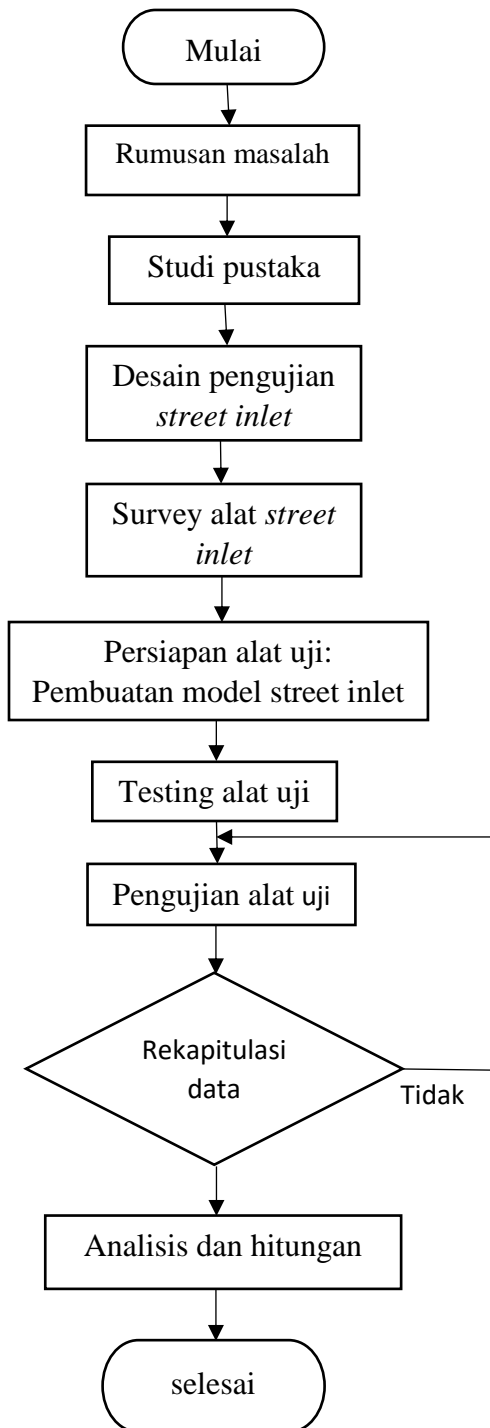 Mulai
Rumusan masalah
Studi pustaka
Desain pengujian
street inlet
Survey alat street
inlet
Persiapan alat uji:
Pembuatan model street inlet
Testing alat uji
Pengujian alat uji
Rekapitulasi
data
Tidak
Analisis dan hitungan
selesai